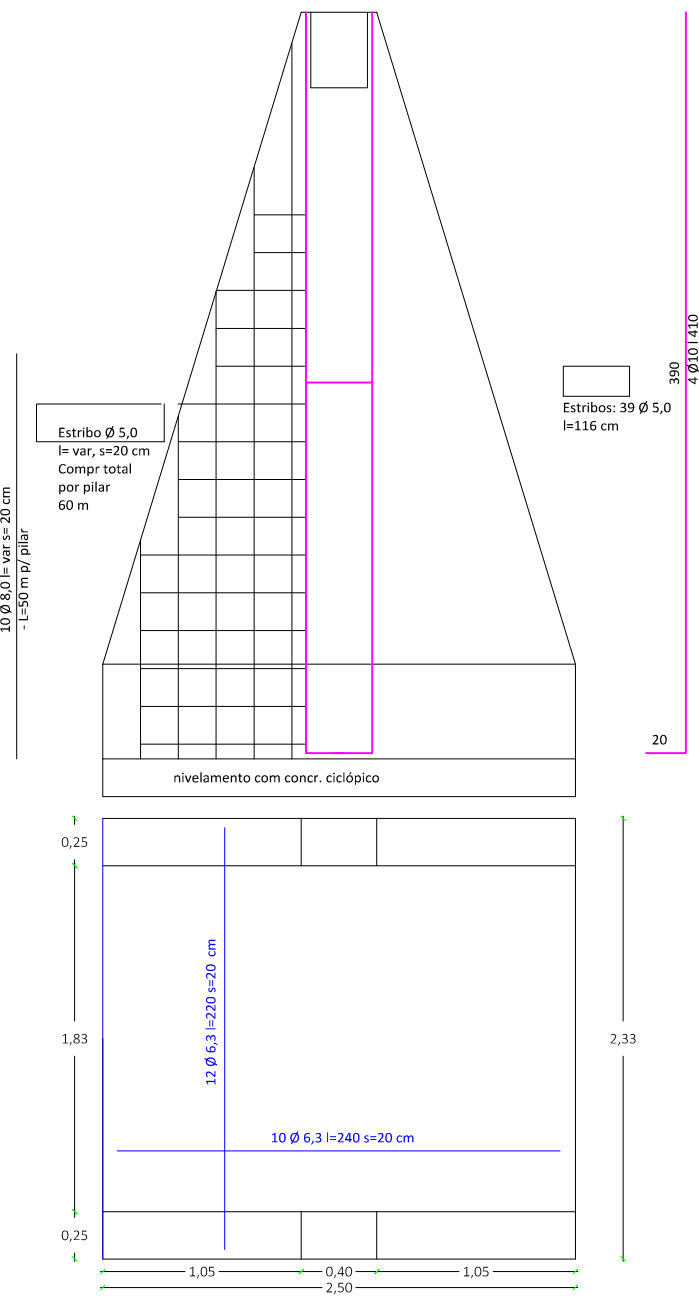 390
4 Ø10 l 410
Estribos: 39 Ø 5,0
l=116 cm
Estribo Ø 5,0
l= var, s=20 cm
Compr total
por pilar
60 m
10 Ø 8,0 l= var s= 20 cm
- L=50 m p/ pilar
20
nivelamento com concr. ciclópico
0,25
1,83
0,25
2,33
12 Ø 6,3 l=220 s=20 cm
10 Ø 6,3 l=240 s=20 cm
1,05
0,40
1,05
2,50